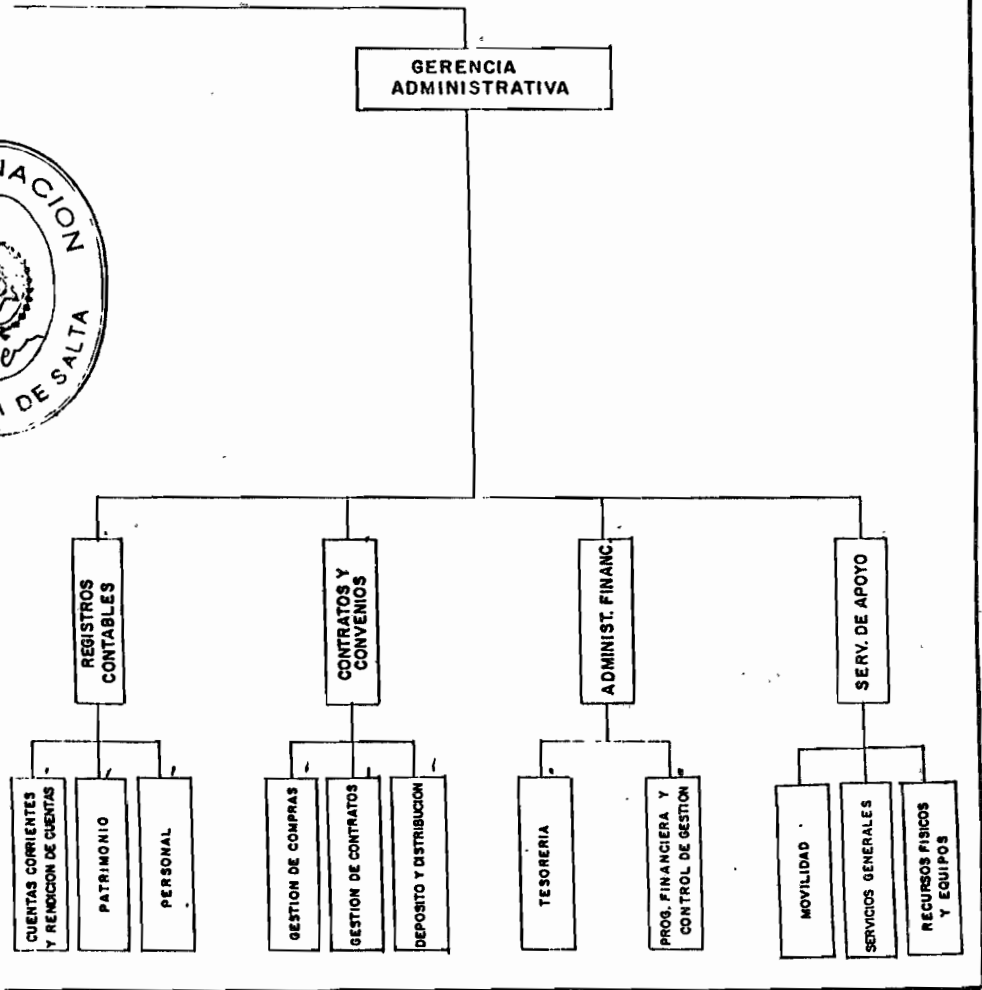 GERENCIA
ADMINISTRATIVA
NACION
DE SALTA
REGISTROS
CONTABLES
CONTRATOS Y
CONVENIOS
ADMINIST. FINANC.
SERV. DE APOYO
CUENTAS CORRIENTES
Y RENDICION DE CUENTAS
PATRIMONIO
PERSONAL
GESTION DE COMPRAS
GESTION DE CONTRATOS
DEPOSITO Y DISTRIBUCION
TESORERIA
PROG. FINANCIERA Y
CONTROL DE GESTION
MOVILIDAD
SERVICIOS GENERALES
RECURSOS FISICOS
Y EQUIPOS